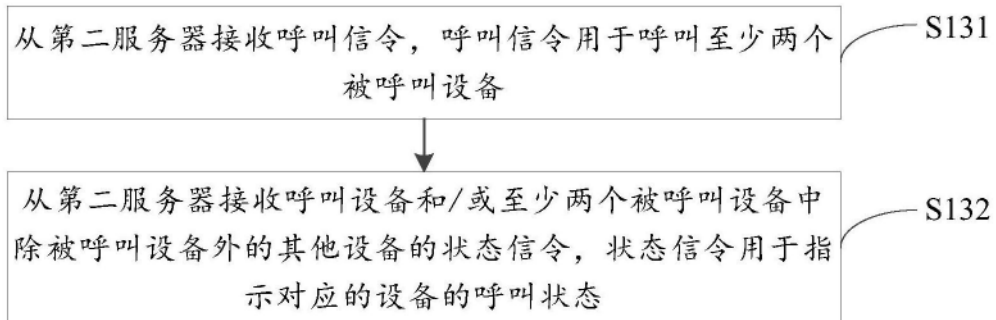 从第二服务器接收呼叫信令，呼叫信令用于呼叫至少两个
被呼叫设备
S131
从第二服务器接收呼叫设备和/或至少两个被呼叫设备中
除被呼叫设备外的其他设备的状态信令，状态信令用于指
示对应的设备的呼叫状态
S132